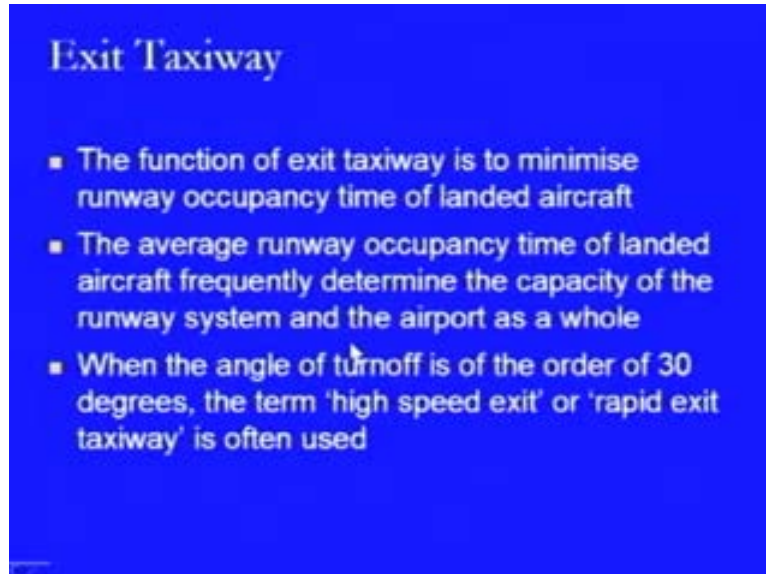 Exit Taxiway
The function of exit taxiway is to minimise
runway occupancy time of landed aircraft
The average runway occupancy time of landed
aircraft frequently determine the capacity of the
runway system and the airport as a whole
When the angle of turnoff is of the order of 30
degrees, the term ‘high speed exit’ or ‘rapid exit
taxiway’ is often used